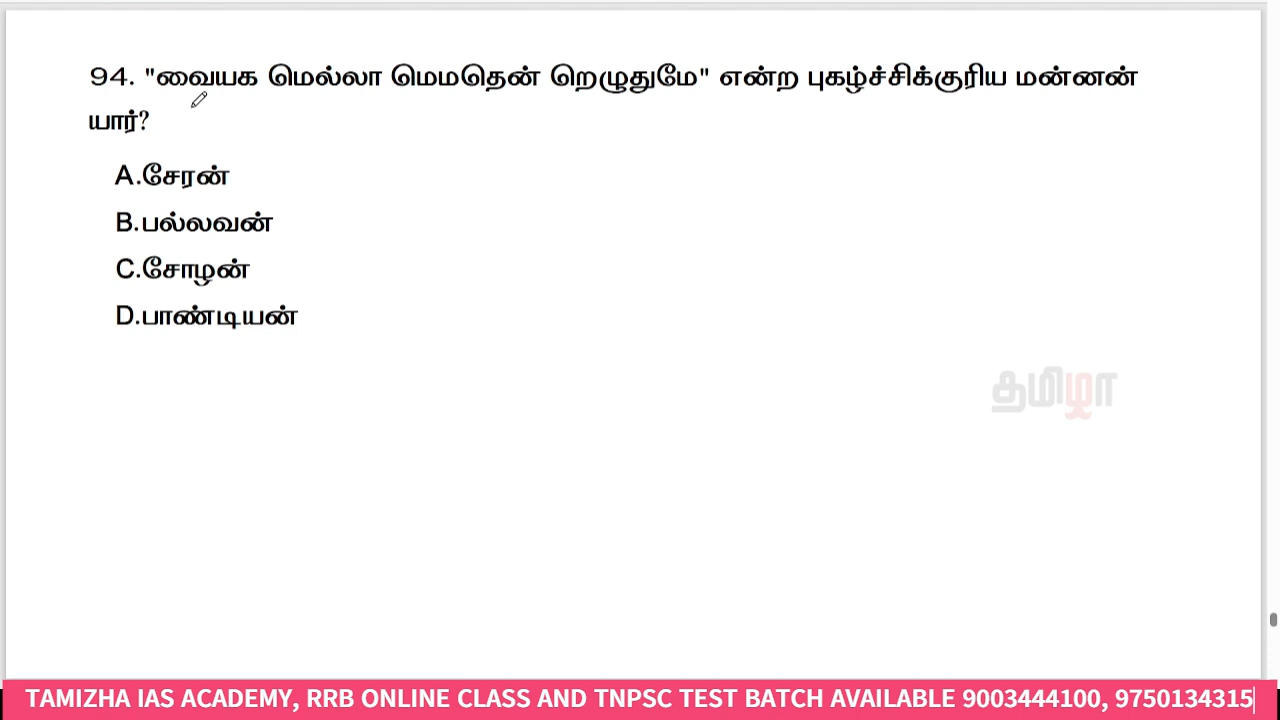 94. "வையக மெல்லா மெமதென் றெழுதுமே" என்ற புகழ்ச்சிக்குரிய மன்னன்
யார்?
A.சேரன்
B.பல்லவன்
C.சோழன்
D.பாண்டியன்
தமிழா
TAMIZHA IAS ACADEMY, RRB ONLINE CLASS AND TNPSC TEST BATCH AVAILABLE 9003444100, 9750134315